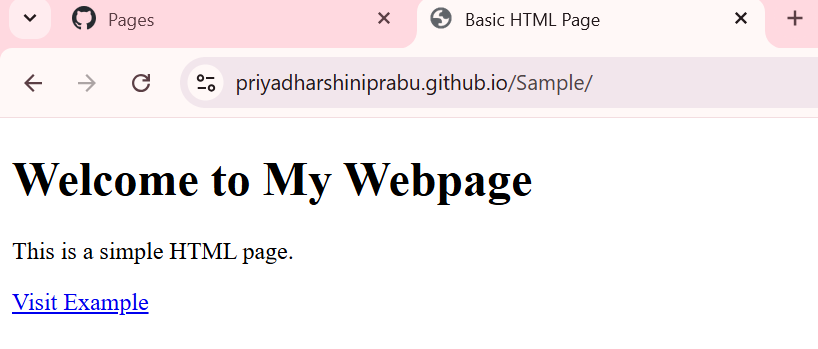 Pages
Basic HTML Page
priyadharshiniprabu.github.io/Sample/
Welcome to My Webpage
This is a simple HTML page.
Visit Example